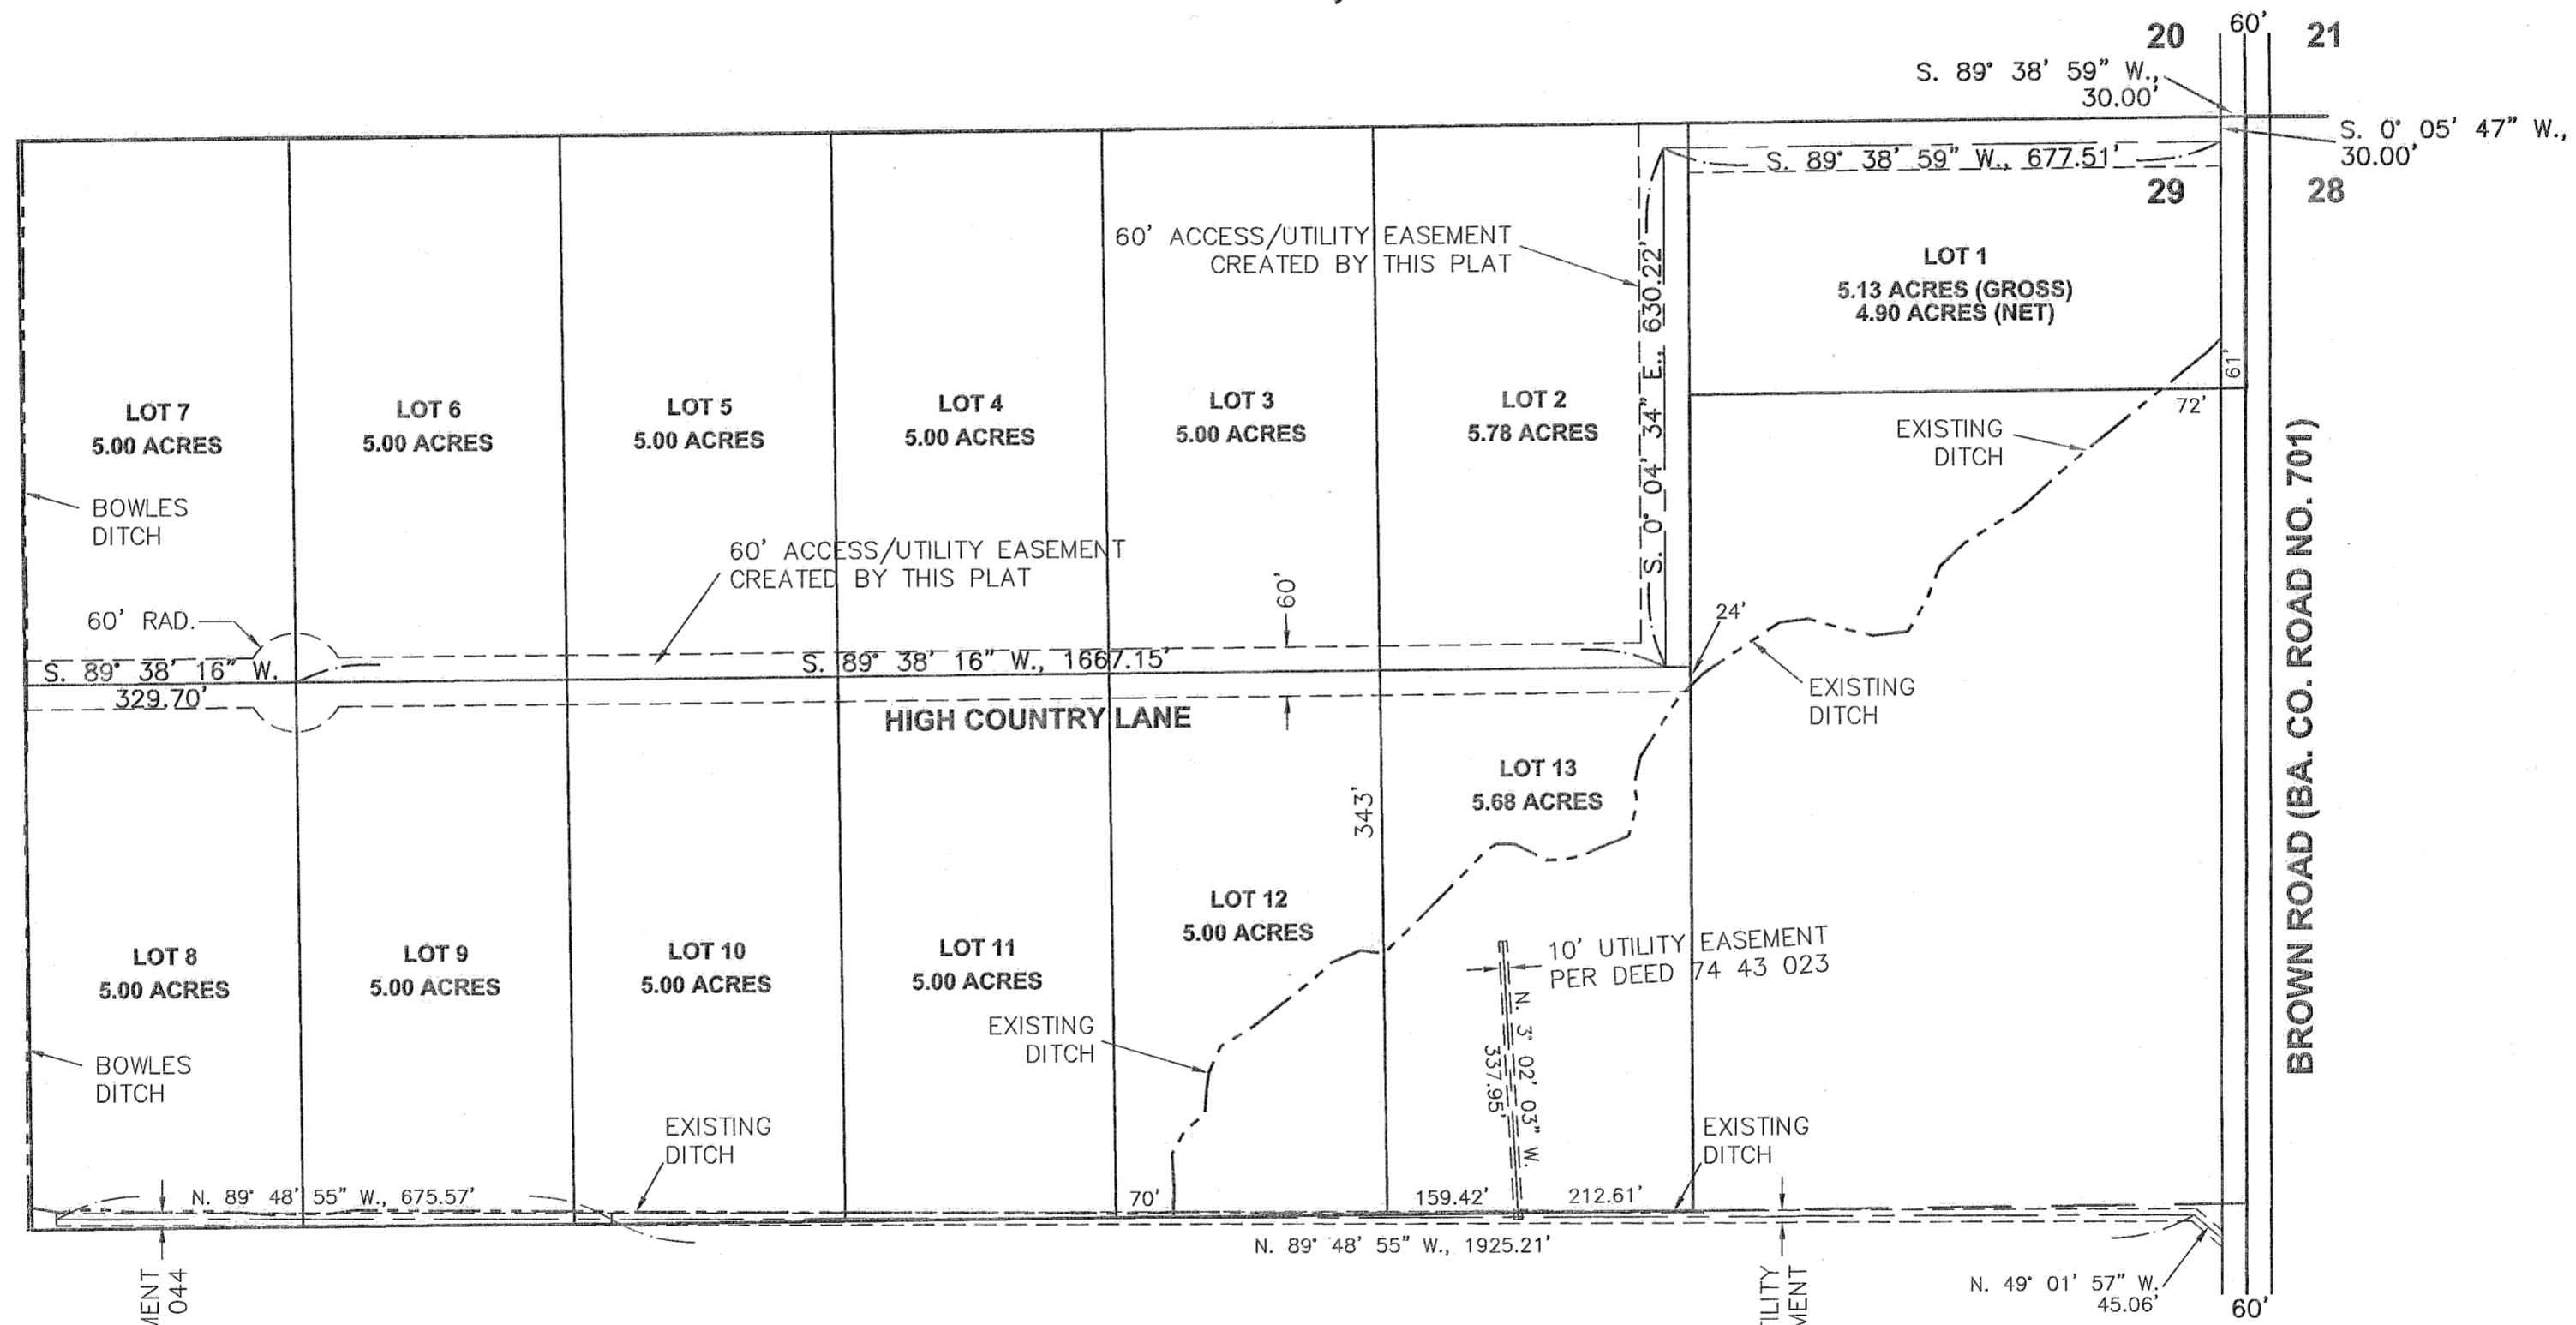 20
60'
21
S. 89° 38' 59" W.,
30.00'
S. 0° 05' 47" W.,
30.00'
S. 89° 38' 59" W., 677.51'
29
28
60' ACCESS/UTILITY EASEMENT
CREATED BY THIS PLAT
S. 0° 04' 34" E., 630.22'
LOT 1
5.13 ACRES (GROSS)
4.90 ACRES (NET)
61'
72'
LOT 7
5.00 ACRES
LOT 6
5.00 ACRES
LOT 5
5.00 ACRES
LOT 4
5.00 ACRES
LOT 3
5.00 ACRES
LOT 2
5.78 ACRES
EXISTING
DITCH
BROWN ROAD (BA. CO. ROAD NO. 701)
BOWLES
DITCH
60' ACCESS/UTILITY EASEMENT
CREATED BY THIS PLAT
60'
60' RAD.
24'
S. 89° 38' 16" W.
329.70'
S. 89° 38' 16" W., 1667.15'
EXISTING
DITCH
HIGH COUNTRY LANE
LOT 13
5.68 ACRES
343'
LOT 12
5.00 ACRES
LOT 8
5.00 ACRES
LOT 9
5.00 ACRES
LOT 10
5.00 ACRES
LOT 11
5.00 ACRES
10' UTILITY EASEMENT
PER DEED 74 43 023
N. 3° 02' 03" W.
337.95'
EXISTING
DITCH
BOWLES
DITCH
EXISTING
DITCH
EXISTING
DITCH
N. 89° 48' 55" W., 675.57'
70'
159.42'
212.61'
N. 89° 48' 55" W., 1925.21'
MENT
044
TILITY
MENT
N. 49° 01' 57" W.
45.06'
60'